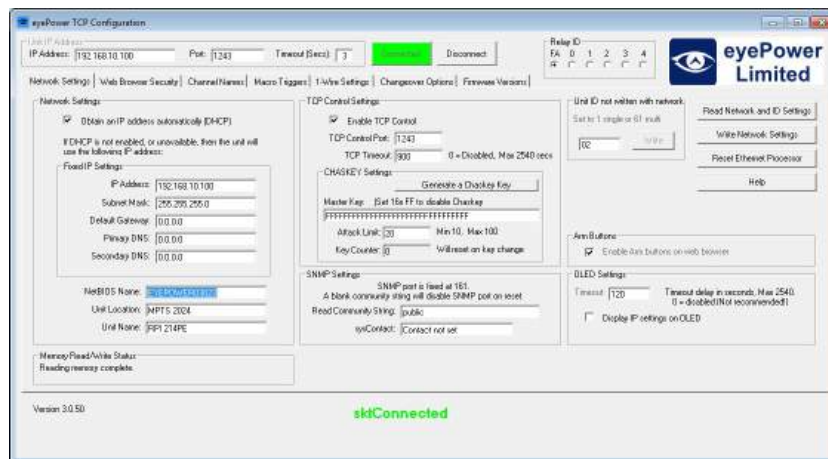 eyePower TCP Configuration
Unit IP Address
IP Address: 192.168.10.100 Port: 1243 Timeout (Secs): 3 Connected Disconnect
Relay ID
FA 0 1 2 3 4
eyePower
Limited
Network Settings Web Browser Security Channel Names Macro Triggers 1-Wire Settings Changeover Options Firmware Versions
Network Settings
Obtain an IP address automatically (DHCP)
If DHCP is not enabled, or unavailable, then the unit will
use the following IP address:
Fixed IP Settings
IP Address: 192.168.10.100
Subnet Mask: 255.255.255.0
Default Gateway: 0.0.0.0
Primary DNS: 0.0.0.0
Secondary DNS: 0.0.0.0
NetBIOS Name:
Unit Location: MPTS 2024
Unit Name: RPI 214PE
Memory Read/Write Status
Reading memory complete.
TCP Control Settings
Enable TCP Control
TCP Control Port: 1243
TCP Timeout: 900 0 = Disabled, Max 2540 secs
CHASKEY Settings
Generate a Chaskey Key
Master Key: (Set 16x FF to disable Chaskey
FFFFFFFFFFFFFFFFFFFFFFFFFFFFFFFF
Attack Limit: 20 Min 10, Max 100
Key Counter: 0 Will reset on key change
SNMP Settings
SNMP port is fixed at 161.
A blank community string will disable SNMP port on reset
Read Community String: public
sysContact: Contact not set
Unit ID not written with network.
Set to 1 single or 61 multi
02 Write
Read Network and ID Settings
Write Network Settings
Reset Ethernet Processor
Help
Arm Buttons
Enable Arm buttons on web browser
OLED Settings
Timeout: 120 Timeout delay in seconds, Max 2540.
0 = disabled(Not recommended!)
Display IP settings on OLED
Version 3.0.50
sktConnected